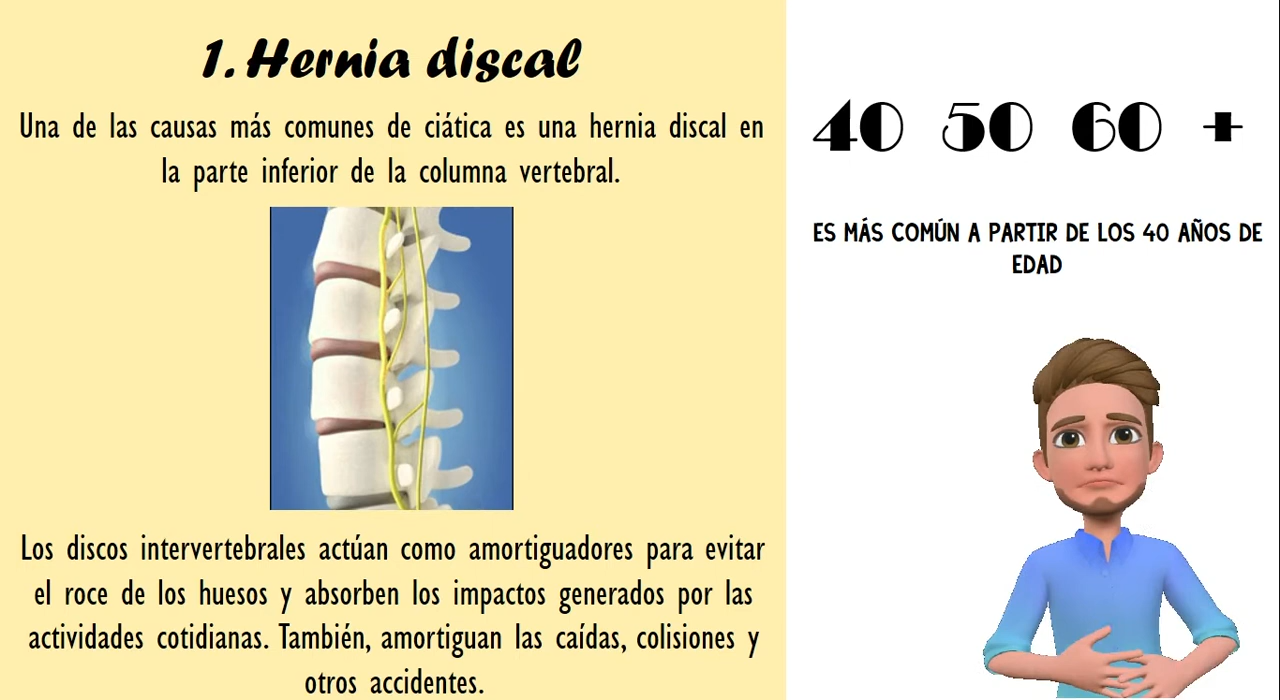 1. Hernia discal
Una de las causas más comunes de ciática es una hernia discal en
la parte inferior de la columna vertebral.
Los discos intervertebrales actúan como amortiguadores para evitar
el roce de los huesos y absorben los impactos generados por las
actividades cotidianas. También, amortiguan las caídas, colisiones y
otros accidentes.
40 50 60 +
ES MÁS COMÚN A PARTIR DE LOS 40 AÑOS DE
EDAD